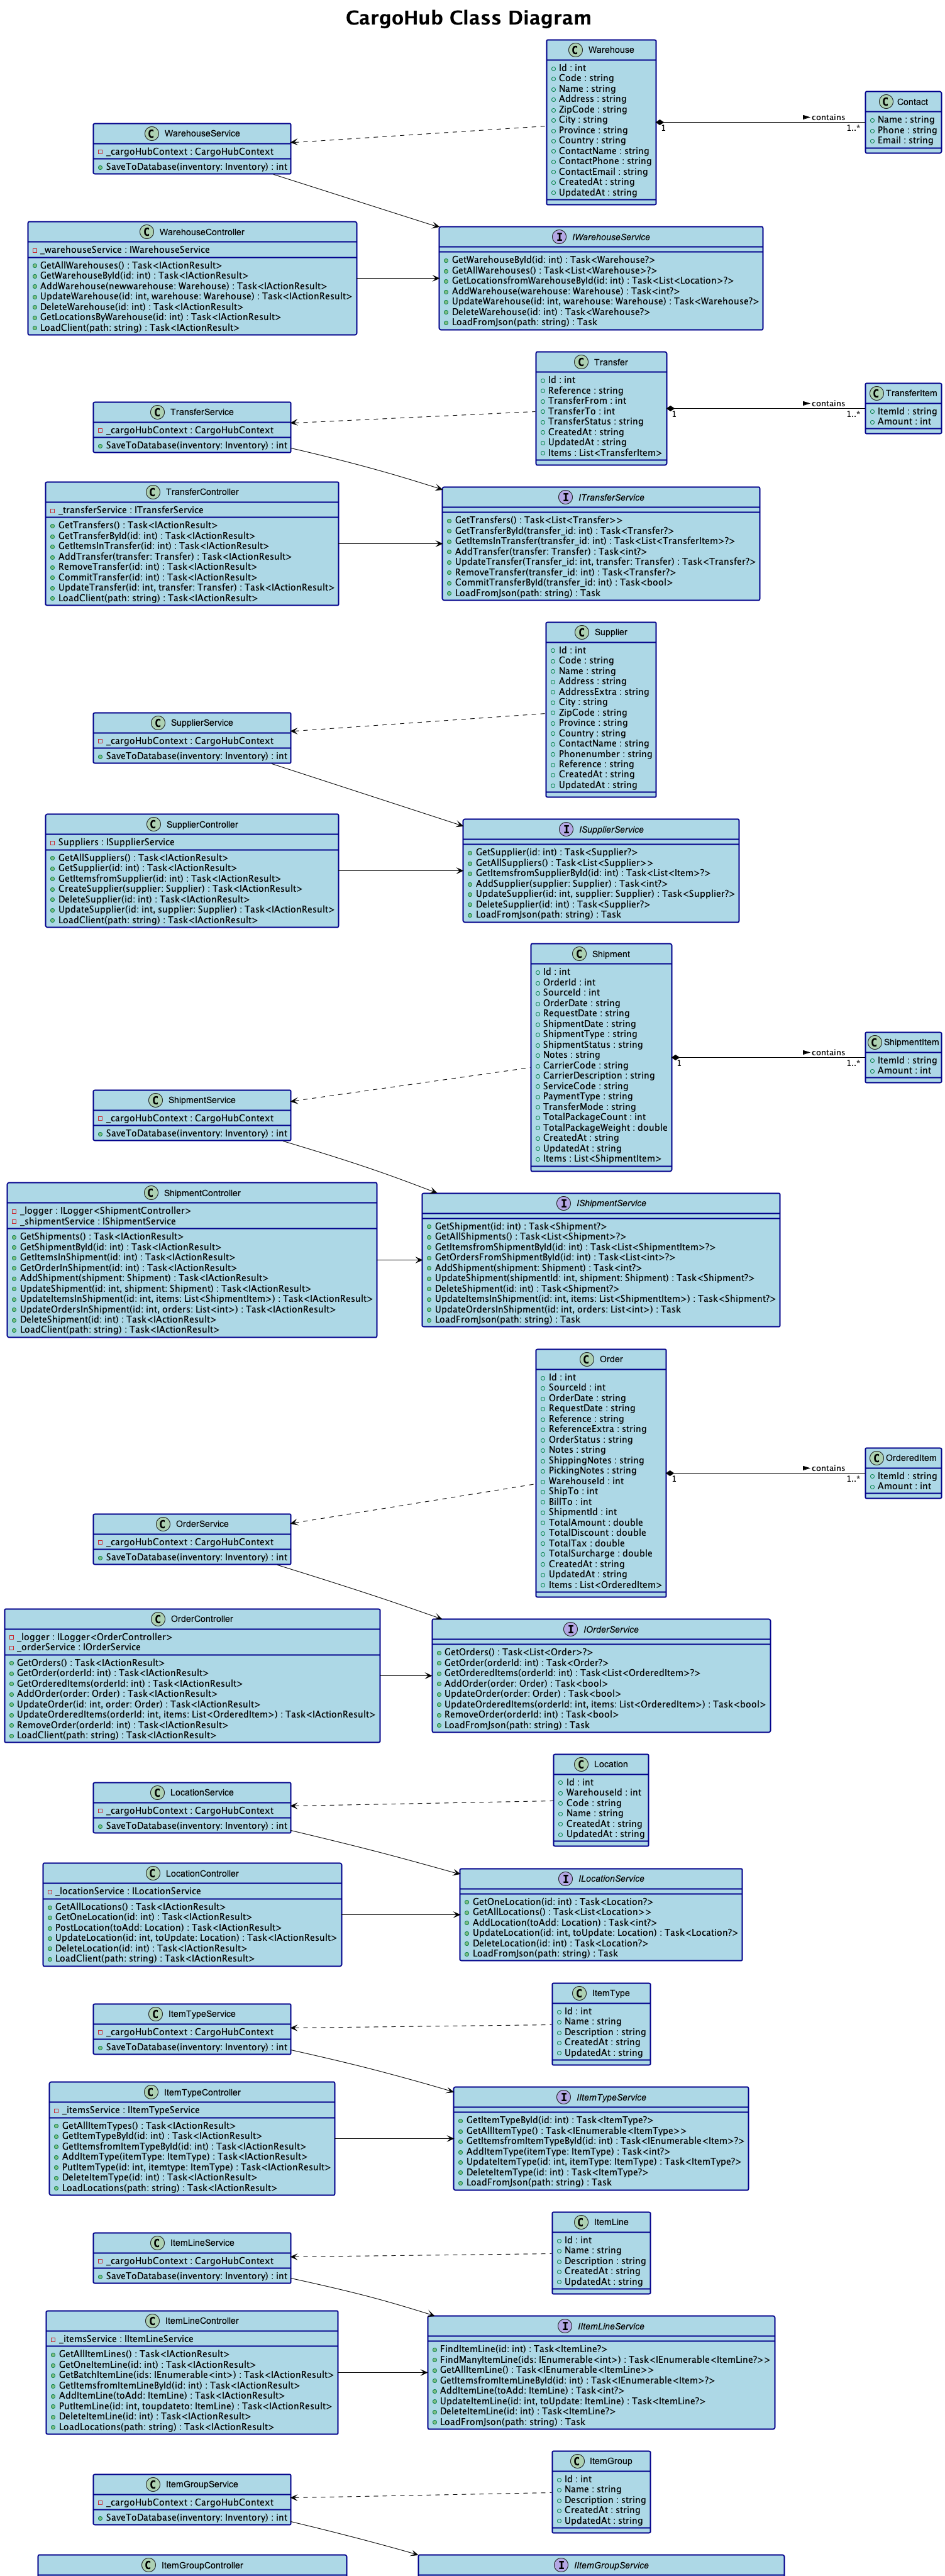 CargoHub Class Diagram
C Warehouse
Id : int
Code : string
Name : string
Address : string
ZipCode : string
City : string
Province : string
Country : string
ContactName : string
ContactPhone : string
ContactEmail : string
CreatedAt : string
UpdatedAt : string
contains
1
1..*
C Contact
Name : string
Phone : string
Email : string
C WarehouseService
_cargoHubContext : CargoHubContext
SaveToDatabase(inventory: Inventory) : int
C WarehouseController
_warehouseService : IWarehouseService
GetAllWarehouses() : Task<IActionResult>
GetWarehouseById(id: int) : Task<IActionResult>
AddWarehouse(newwarehouse: Warehouse) : Task<IActionResult>
UpdateWarehouse(id: int, warehouse: Warehouse) : Task<IActionResult>
DeleteWarehouse(id: int) : Task<IActionResult>
GetLocationsByWarehouse(id: int) : Task<IActionResult>
LoadClient(path: string) : Task<IActionResult>
I IWarehouseService
GetWarehouseById(id: int) : Task<Warehouse?>
GetAllWarehouses() : Task<List<Warehouse>?>
GetLocationsfromWarehouseById(id: int) : Task<List<Location>?>
AddWarehouse(warehouse: Warehouse) : Task<int?>
UpdateWarehouse(id: int, warehouse: Warehouse) : Task<Warehouse?>
DeleteWarehouse(id: int) : Task<Warehouse?>
LoadFromJson(path: string) : Task
C Transfer
Id : int
Reference : string
TransferFrom : int
TransferTo : int
TransferStatus : string
CreatedAt : string
UpdatedAt : string
Items : List<TransferItem>
contains
1
1..*
C TransferItem
ItemId : string
Amount : int
C TransferService
_cargoHubContext : CargoHubContext
SaveToDatabase(inventory: Inventory) : int
C TransferController
_transferService : ITransferService
GetTransfers() : Task<IActionResult>
GetTransferById(id: int) : Task<IActionResult>
GetItemsInTransfer(id: int) : Task<IActionResult>
AddTransfer(transfer: Transfer) : Task<IActionResult>
RemoveTransfer(id: int) : Task<IActionResult>
CommitTransfer(id: int) : Task<IActionResult>
UpdateTransfer(id: int, transfer: Transfer) : Task<IActionResult>
LoadClient(path: string) : Task<IActionResult>
I ITransferService
GetTransfers() : Task<List<Transfer>>
GetTransferById(transfer_id: int) : Task<Transfer?>
GetItemsInTransfer(transfer_id: int) : Task<List<TransferItem>?>
AddTransfer(transfer: Transfer) : Task<int?>
UpdateTransfer(Transfer_id: int, transfer: Transfer) : Task<Transfer?>
RemoveTransfer(transfer_id: int) : Task<Transfer?>
CommitTransferById(transfer_id: int) : Task<bool>
LoadFromJson(path: string) : Task
C Supplier
Id : int
Code : string
Name : string
Address : string
AddressExtra : string
City : string
ZipCode : string
Province : string
Country : string
ContactName : string
Phonenumber : string
Reference : string
CreatedAt : string
UpdatedAt : string
C SupplierService
_cargoHubContext : CargoHubContext
SaveToDatabase(inventory: Inventory) : int
C SupplierController
Suppliers : ISupplierService
GetAllSuppliers() : Task<IActionResult>
GetSupplier(id: int) : Task<IActionResult>
GetItemsfromSupplier(id: int) : Task<IActionResult>
CreateSupplier(supplier: Supplier) : Task<IActionResult>
DeleteSupplier(id: int) : Task<IActionResult>
UpdateSupplier(id: int, supplier: Supplier) : Task<IActionResult>
LoadClient(path: string) : Task<IActionResult>
I ISupplierService
GetSupplier(id: int) : Task<Supplier?>
GetAllSuppliers() : Task<List<Supplier>>
GetItemsfromSupplierById(id: int) : Task<List<Item>?>
AddSupplier(supplier: Supplier) : Task<int?>
UpdateSupplier(id: int, supplier: Supplier) : Task<Supplier?>
DeleteSupplier(id: int) : Task<Supplier?>
LoadFromJson(path: string) : Task
C Shipment
Id : int
OrderId : int
SourceId : int
OrderDate : string
RequestDate : string
ShipmentDate : string
ShipmentType : string
ShipmentStatus : string
Notes : string
CarrierCode : string
CarrierDescription : string
ServiceCode : string
PaymentType : string
TransferMode : string
TotalPackageCount : int
TotalPackageWeight : double
CreatedAt : string
UpdatedAt : string
Items : List<ShipmentItem>
contains
1
1..*
C ShipmentItem
ItemId : string
Amount : int
C ShipmentService
_cargoHubContext : CargoHubContext
SaveToDatabase(inventory: Inventory) : int
C ShipmentController
_logger : ILogger<ShipmentController>
_shipmentService : IShipmentService
GetShipments() : Task<IActionResult>
GetShipmentById(id: int) : Task<IActionResult>
GetItemsInShipment(id: int) : Task<IActionResult>
GetOrderInShipment(id: int) : Task<IActionResult>
AddShipment(shipment: Shipment) : Task<IActionResult>
UpdateShipment(id: int, shipment: Shipment) : Task<IActionResult>
UpdateItemsInShipment(id: int, items: List<ShipmentItem>) : Task<IActionResult>
UpdateOrdersInShipment(id: int, orders: List<int>) : Task<IActionResult>
DeleteShipment(id: int) : Task<IActionResult>
LoadClient(path: string) : Task<IActionResult>
I IShipmentService
GetShipment(id: int) : Task<Shipment?>
GetAllShipments() : Task<List<Shipment>?>
GetItemsfromShipmentById(id: int) : Task<List<ShipmentItem>?>
GetOrdersFromShipmentById(id: int) : Task<List<int>?>
AddShipment(shipment: Shipment) : Task<int?>
UpdateShipment(shipmentId: int, shipment: Shipment) : Task<Shipment?>
DeleteShipment(id: int) : Task<Shipment?>
UpdateItemsInShipment(id: int, items: List<ShipmentItem>) : Task<Shipment?>
UpdateOrdersInShipment(id: int, orders: List<int>) : Task
LoadFromJson(path: string) : Task
C Order
Id : int
SourceId : int
OrderDate : string
RequestDate : string
Reference : string
ReferenceExtra : string
OrderStatus : string
Notes : string
ShippingNotes : string
PickingNotes : string
WarehouseId : int
ShipTo : int
BillTo : int
ShipmentId : int
TotalAmount : double
TotalDiscount : double
TotalTax : double
TotalSurcharge : double
CreatedAt : string
UpdatedAt : string
Items : List<OrderedItem>
contains
1
1..*
C OrderedItem
ItemId : string
Amount : int
C OrderService
_cargoHubContext : CargoHubContext
SaveToDatabase(inventory: Inventory) : int
C OrderController
_logger : ILogger<OrderController>
_orderService : IOrderService
GetOrders() : Task<IActionResult>
GetOrder(orderId: int) : Task<IActionResult>
GetOrderedItems(orderId: int) : Task<IActionResult>
AddOrder(order: Order) : Task<IActionResult>
UpdateOrder(id: int, order: Order) : Task<IActionResult>
UpdateOrderedItems(orderId: int, items: List<OrderedItem>) : Task<IActionResult>
RemoveOrder(orderId: int) : Task<IActionResult>
LoadClient(path: string) : Task<IActionResult>
I IOrderService
GetOrders() : Task<List<Order>?>
GetOrder(orderId: int) : Task<Order?>
GetOrderedItems(orderId: int) : Task<List<OrderedItem>?>
AddOrder(order: Order) : Task<bool>
UpdateOrder(order: Order) : Task<bool>
UpdateOrderedItems(orderId: int, items: List<OrderedItem>) : Task<bool>
RemoveOrder(orderId: int) : Task<bool>
LoadFromJson(path: string) : Task
C Location
Id : int
WarehouseId : int
Code : string
Name : string
CreatedAt : string
UpdatedAt : string
C LocationService
_cargoHubContext : CargoHubContext
SaveToDatabase(inventory: Inventory) : int
C LocationController
_locationService : ILocationService
GetAllLocations() : Task<IActionResult>
GetOneLocation(id: int) : Task<IActionResult>
PostLocation(toAdd: Location) : Task<IActionResult>
UpdateLocation(id: int, toUpdate: Location) : Task<IActionResult>
DeleteLocation(id: int) : Task<IActionResult>
LoadClient(path: string) : Task<IActionResult>
I ILocationService
GetOneLocation(id: int) : Task<Location?>
GetAllLocations() : Task<List<Location>>
AddLocation(toAdd: Location) : Task<int?>
UpdateLocation(id: int, toUpdate: Location) : Task<Location?>
DeleteLocation(id: int) : Task<Location?>
LoadFromJson(path: string) : Task
C ItemType
Id : int
Name : string
Description : string
CreatedAt : string
UpdatedAt : string
C ItemTypeService
_cargoHubContext : CargoHubContext
SaveToDatabase(inventory: Inventory) : int
C ItemTypeController
_itemsService : IItemTypeService
GetAllItemTypes() : Task<IActionResult>
GetItemTypeById(id: int) : Task<IActionResult>
GetItemsfromItemTypeById(id: int) : Task<IActionResult>
AddItemType(itemType: ItemType) : Task<IActionResult>
PutItemType(id: int, itemtype: ItemType) : Task<IActionResult>
DeleteItemType(id: int) : Task<IActionResult>
LoadLocations(path: string) : Task<IActionResult>
I IItemTypeService
GetItemTypeById(id: int) : Task<ItemType?>
GetAllItemType() : Task<IEnumerable<ItemType>>
GetItemsfromItemTypeById(id: int) : Task<IEnumerable<Item>?>
AddItemType(itemType: ItemType) : Task<int?>
UpdateItemType(id: int, itemType: ItemType) : Task<ItemType?>
DeleteItemType(id: int) : Task<ItemType?>
LoadFromJson(path: string) : Task
C ItemLine
Id : int
Name : string
Description : string
CreatedAt : string
UpdatedAt : string
C ItemLineService
_cargoHubContext : CargoHubContext
SaveToDatabase(inventory: Inventory) : int
C ItemLineController
_itemsService : IItemLineService
GetAllItemLines() : Task<IActionResult>
GetOneItemLine(id: int) : Task<IActionResult>
GetBatchItemLine(ids: IEnumerable<int>) : Task<IActionResult>
GetItemsfromItemLineById(id: int) : Task<IActionResult>
AddItemLine(toAdd: ItemLine) : Task<IActionResult>
PutItemLine(id: int, toupdateto: ItemLine) : Task<IActionResult>
DeleteItemLine(id: int) : Task<IActionResult>
LoadLocations(path: string) : Task<IActionResult>
I IItemLineService
FindItemLine(id: int) : Task<ItemLine?>
FindManyItemLine(ids: IEnumerable<int>) : Task<IEnumerable<ItemLine?>>
GetAllItemLine() : Task<IEnumerable<ItemLine>>
GetItemsfromItemLineById(id: int) : Task<IEnumerable<Item>?>
AddItemLine(toAdd: ItemLine) : Task<int?>
UpdateItemLine(id: int, toUpdate: ItemLine) : Task<ItemLine?>
DeleteItemLine(id: int) : Task<ItemLine?>
LoadFromJson(path: string) : Task
C ItemGroup
Id : int
Name : string
Description : string
CreatedAt : string
UpdatedAt : string
C ItemGroupService
_cargoHubContext : CargoHubContext
SaveToDatabase(inventory: Inventory) : int
C ItemGroupController
I IItemGroupService